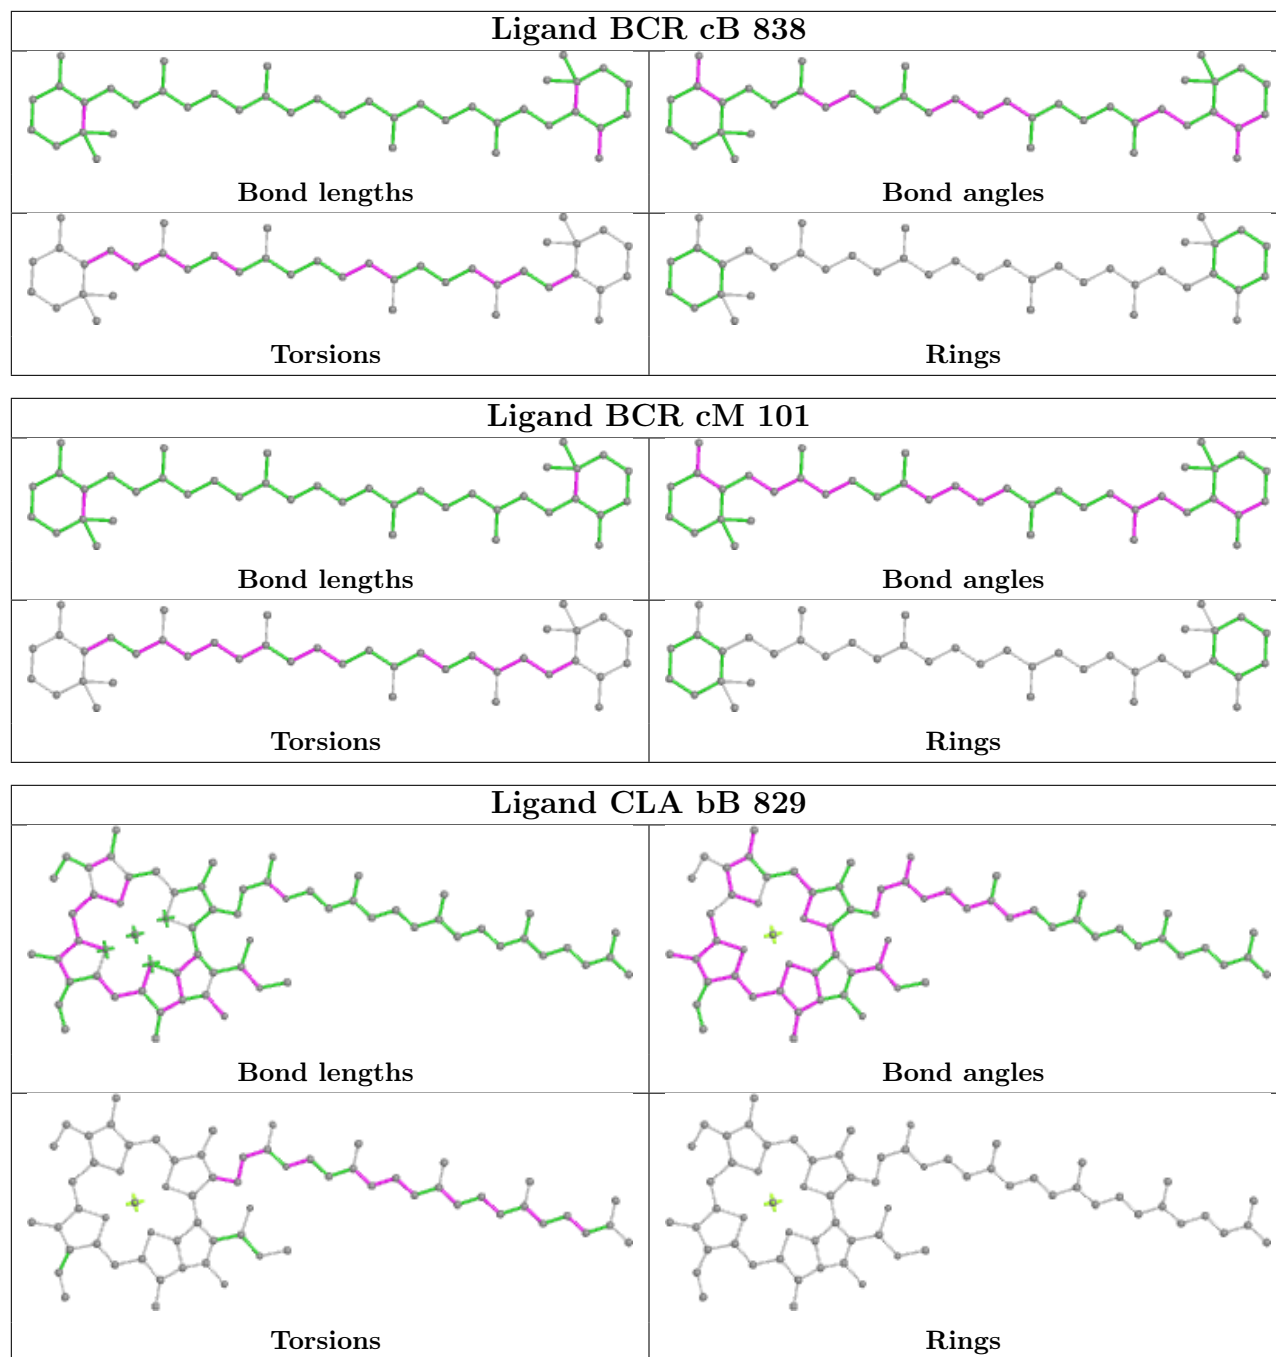 Ligand BCR cB 838
Bond lengths
Bond angles
Torsions
Rings
Ligand BCR cM 101
Bond lengths
Bond angles
Torsions
Rings
Ligand CLA bB 829
Bond lengths
Bond angles
Torsions
Rings